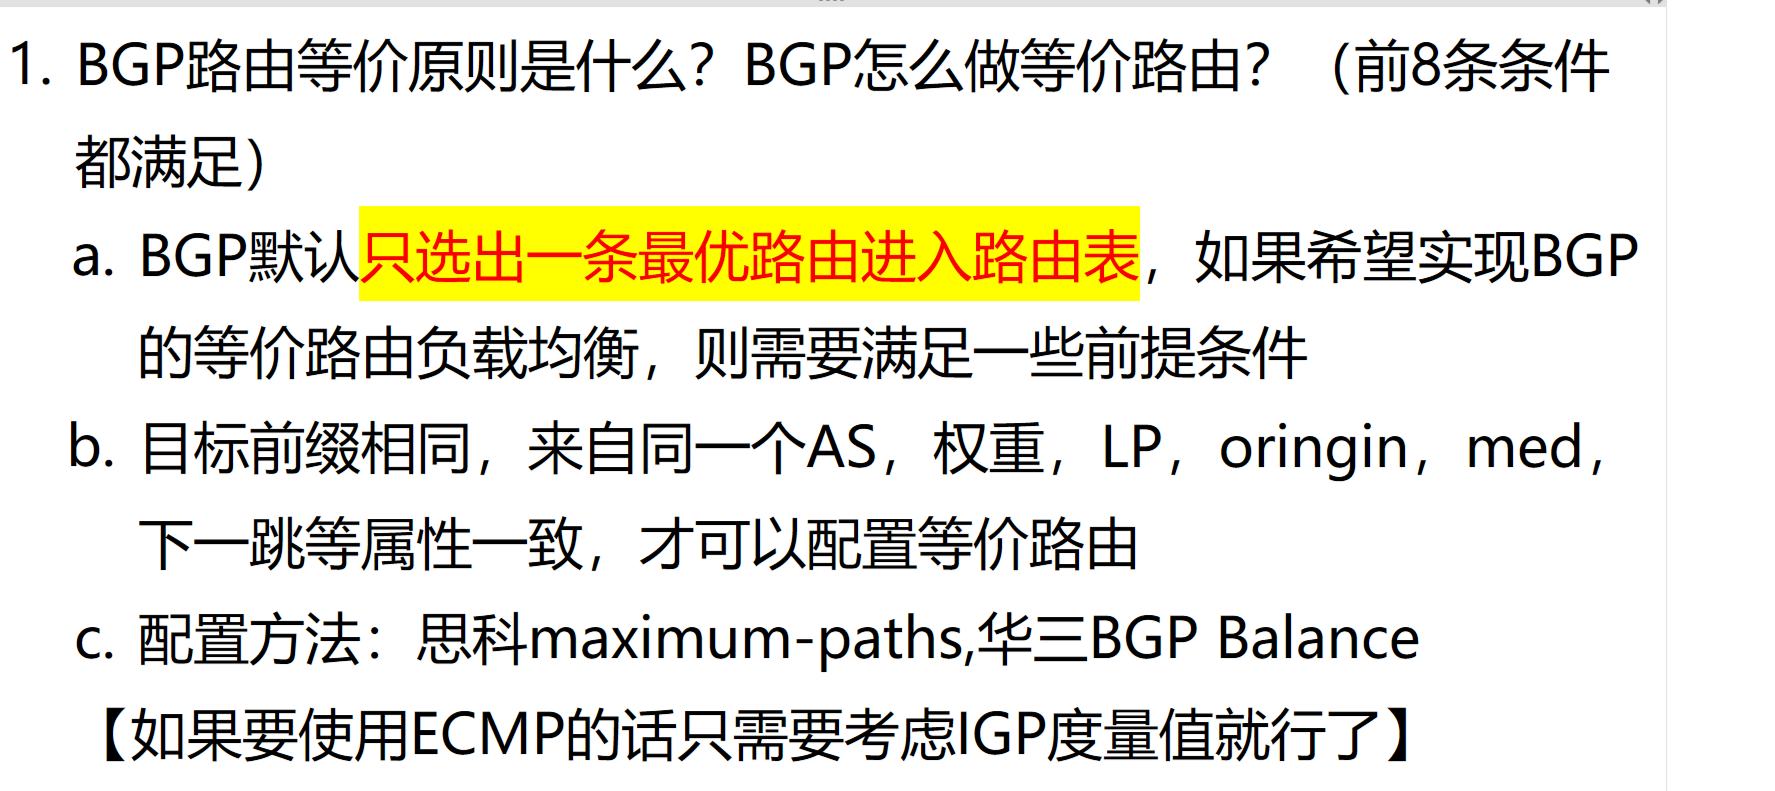 1. BGP路由等价原则是什么？BGP怎么做等价路由？（前8条条件
都满足）
a. BGP默认只选出一条最优路由进入路由表，如果希望实现BGP
的等价路由负载均衡，则需要满足一些前提条件
b. 目标前缀相同，来自同一个AS，权重，LP，oringin，med，
下一跳等属性一致，才可以配置等价路由
c. 配置方法：思科maximum-paths,华三BGP Balance
【如果要使用ECMP的话只需要考虑IGP度量值就行了】